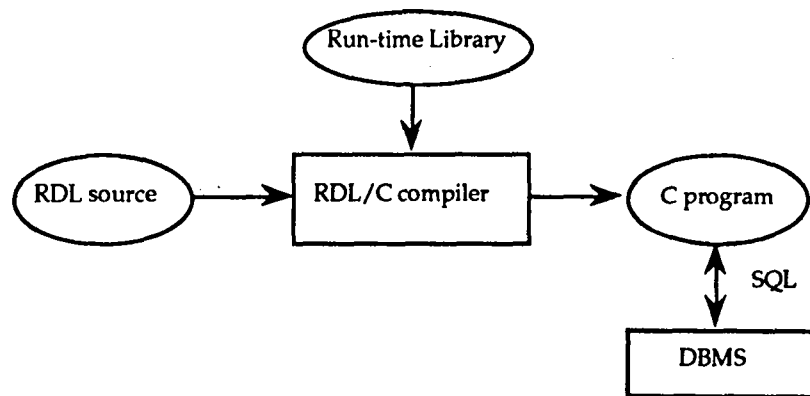 Run-time Library
RDL source
RDL/C compiler
C program
SQL
DBMS